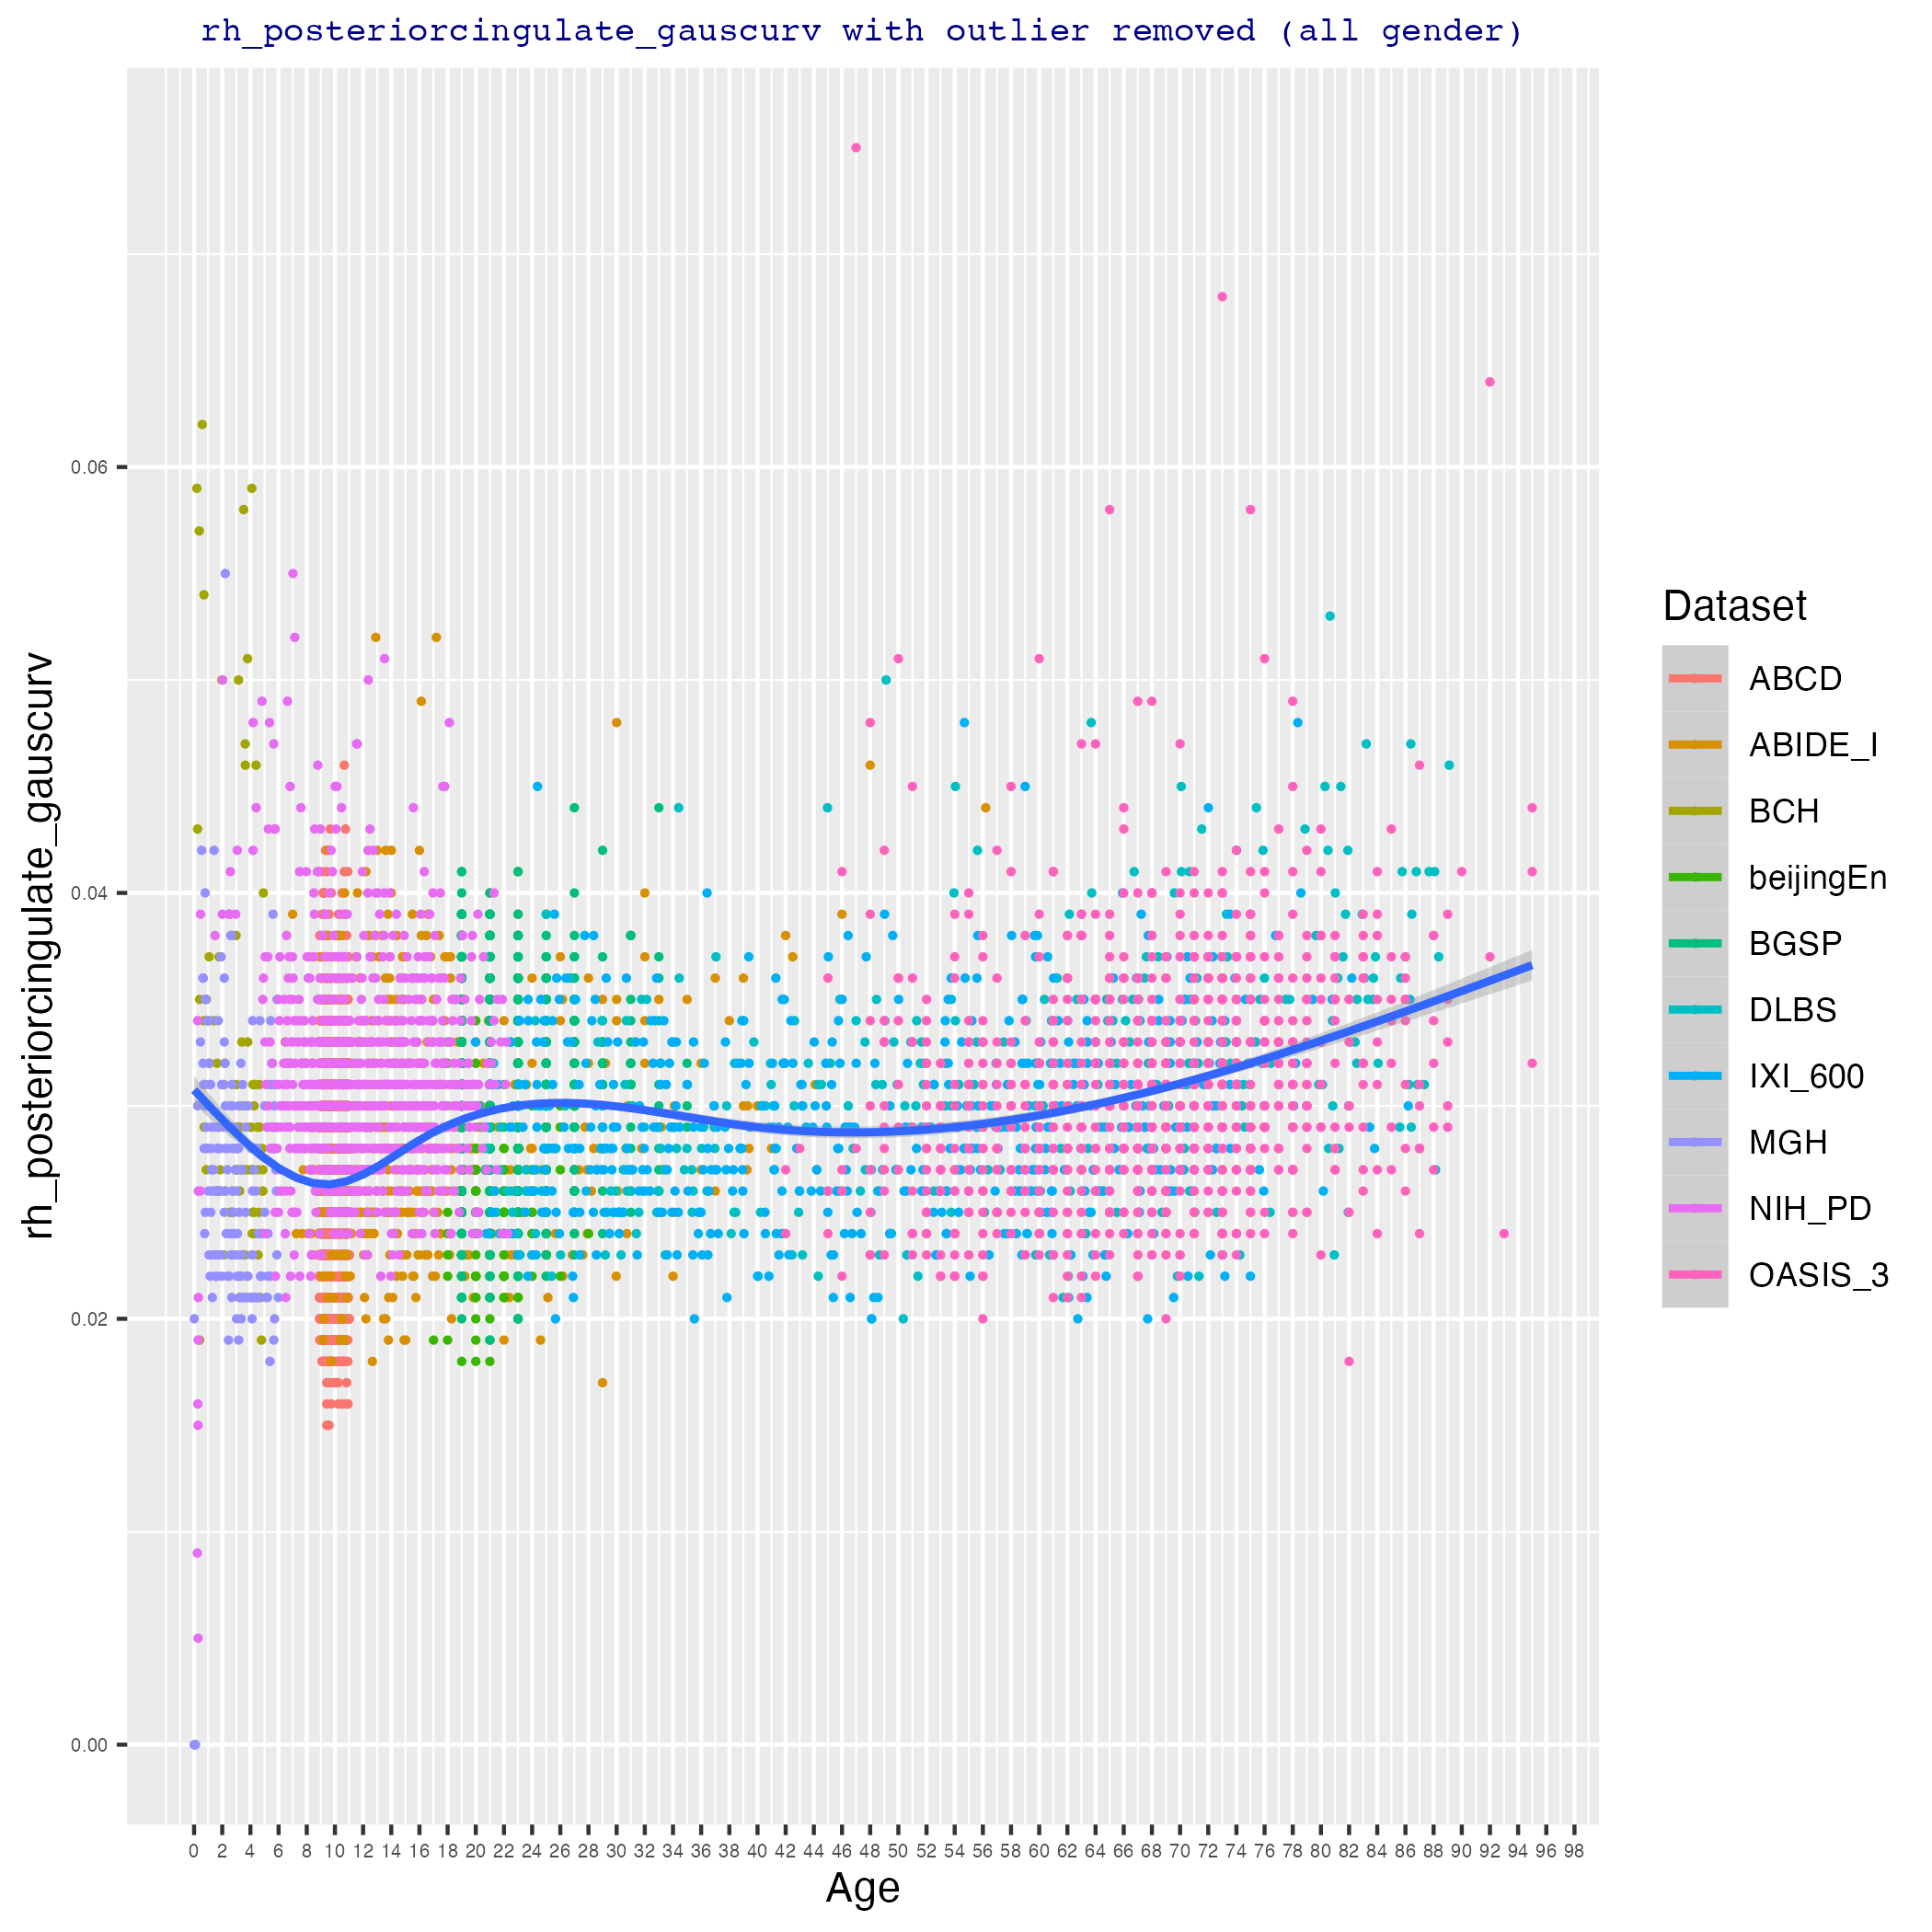 rh_posteriorcingulate_gauscurv with outlier removed (all gender)
rh_posteriorcingulate_gauscurv
0.06
0.04
0.02
0.00
0 2 4 6 8 10 12 14 16 18 20 22 24 26 28 30 32 34 36 38 40 42 44 46 48 50 52 54 56 58 60 62 64 66 68 70 72 74 76 78 80 82 84 86 88 90 92 94 96 98
Age
Dataset
ABCD
ABIDE_I
BCH
beijingEn
BGSP
DLBS
IXI_600
MGH
NIH_PD
OASIS_3